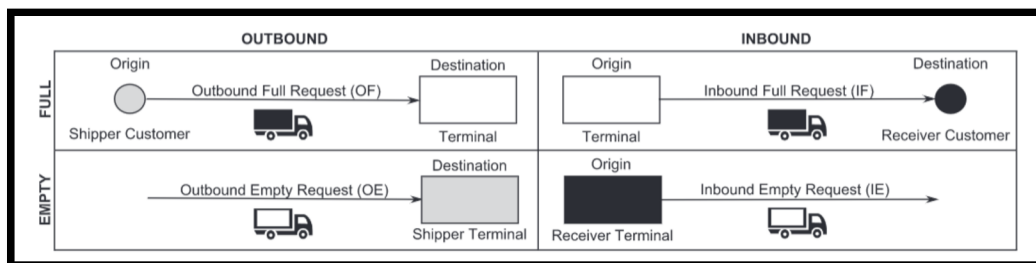 OUTBOUND
INBOUND
FULL
Origin
Destination
Outbound Full Request (OF)
Shipper Customer
Terminal
Origin
Destination
Inbound Full Request (IF)
Terminal
Receiver Customer
EMPTY
Destination
Outbound Empty Request (OE)
Shipper Terminal
Origin
Inbound Empty Request (IE)
Receiver Terminal